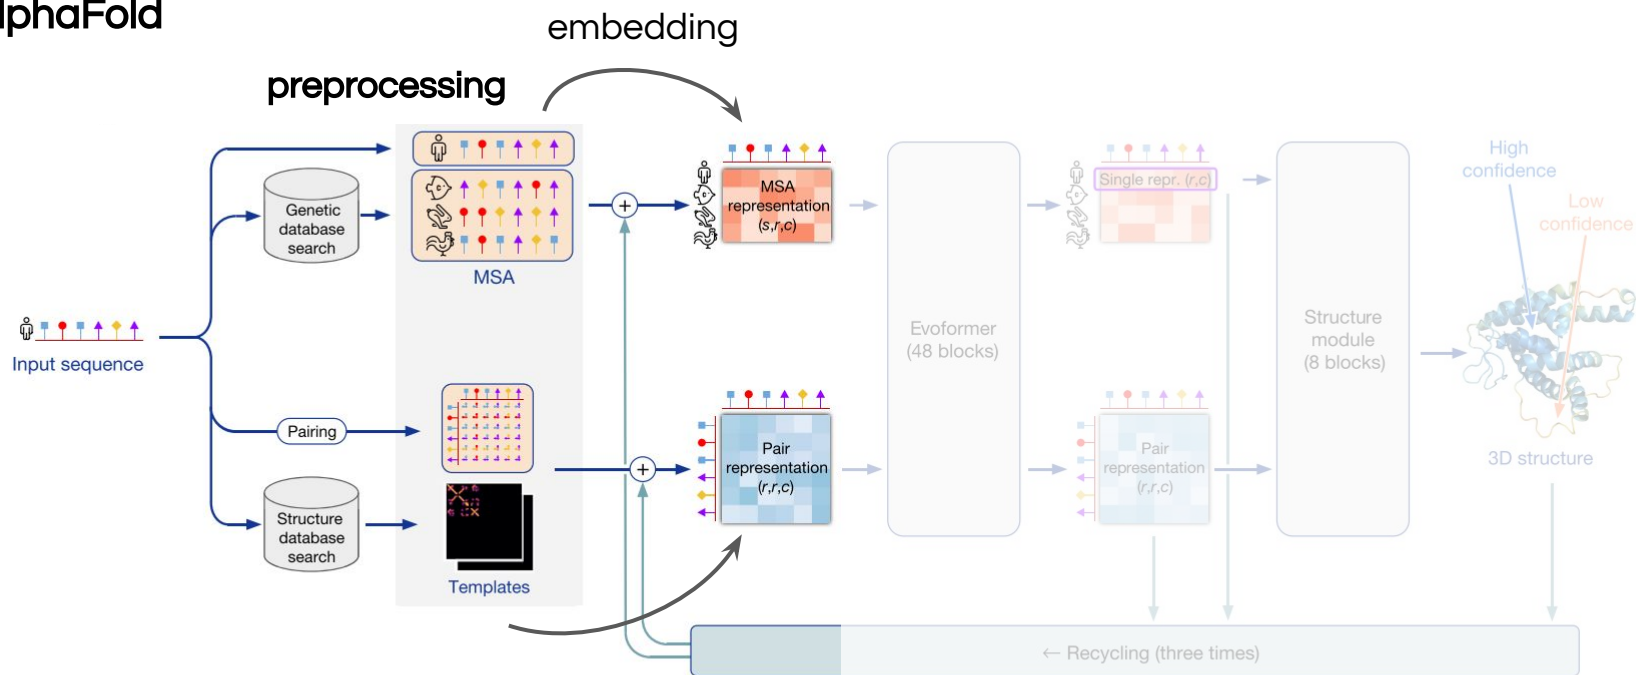 lphaFold
embedding
preprocessing
Genetic
database
search
MSA
Input sequence
Pairing
Structure
database
search
Templates
+
+
MSA
representation
(s,r,c)
Pair
representation
(r,r,c)
Evoformer
(48 blocks)
Single repr. (r,c)
Pair
representation
(r,r,c)
Structure
module
(8 blocks)
High
confidence
Low
confidence
3D structure
← Recycling (three times)